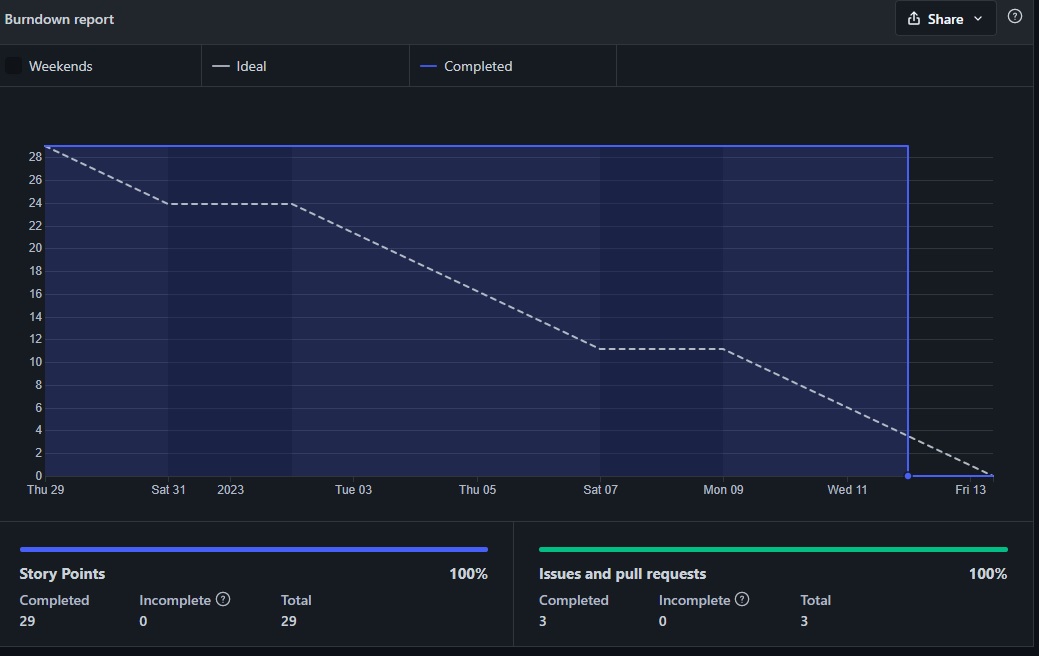 Burndown report
Share
Weekends Ideal Completed
28
26
24
22
20
18
16
14
12
10
8
6
4
2
0
Thu 29 Sat 31 2023 Tue 03 Thu 05 Sat 07 Mon 09 Wed 11 Fri 13
Story Points 100%
Completed Incomplete ? Total
29 0 29
Issues and pull requests 100%
Completed Incomplete ? Total
3 0 3